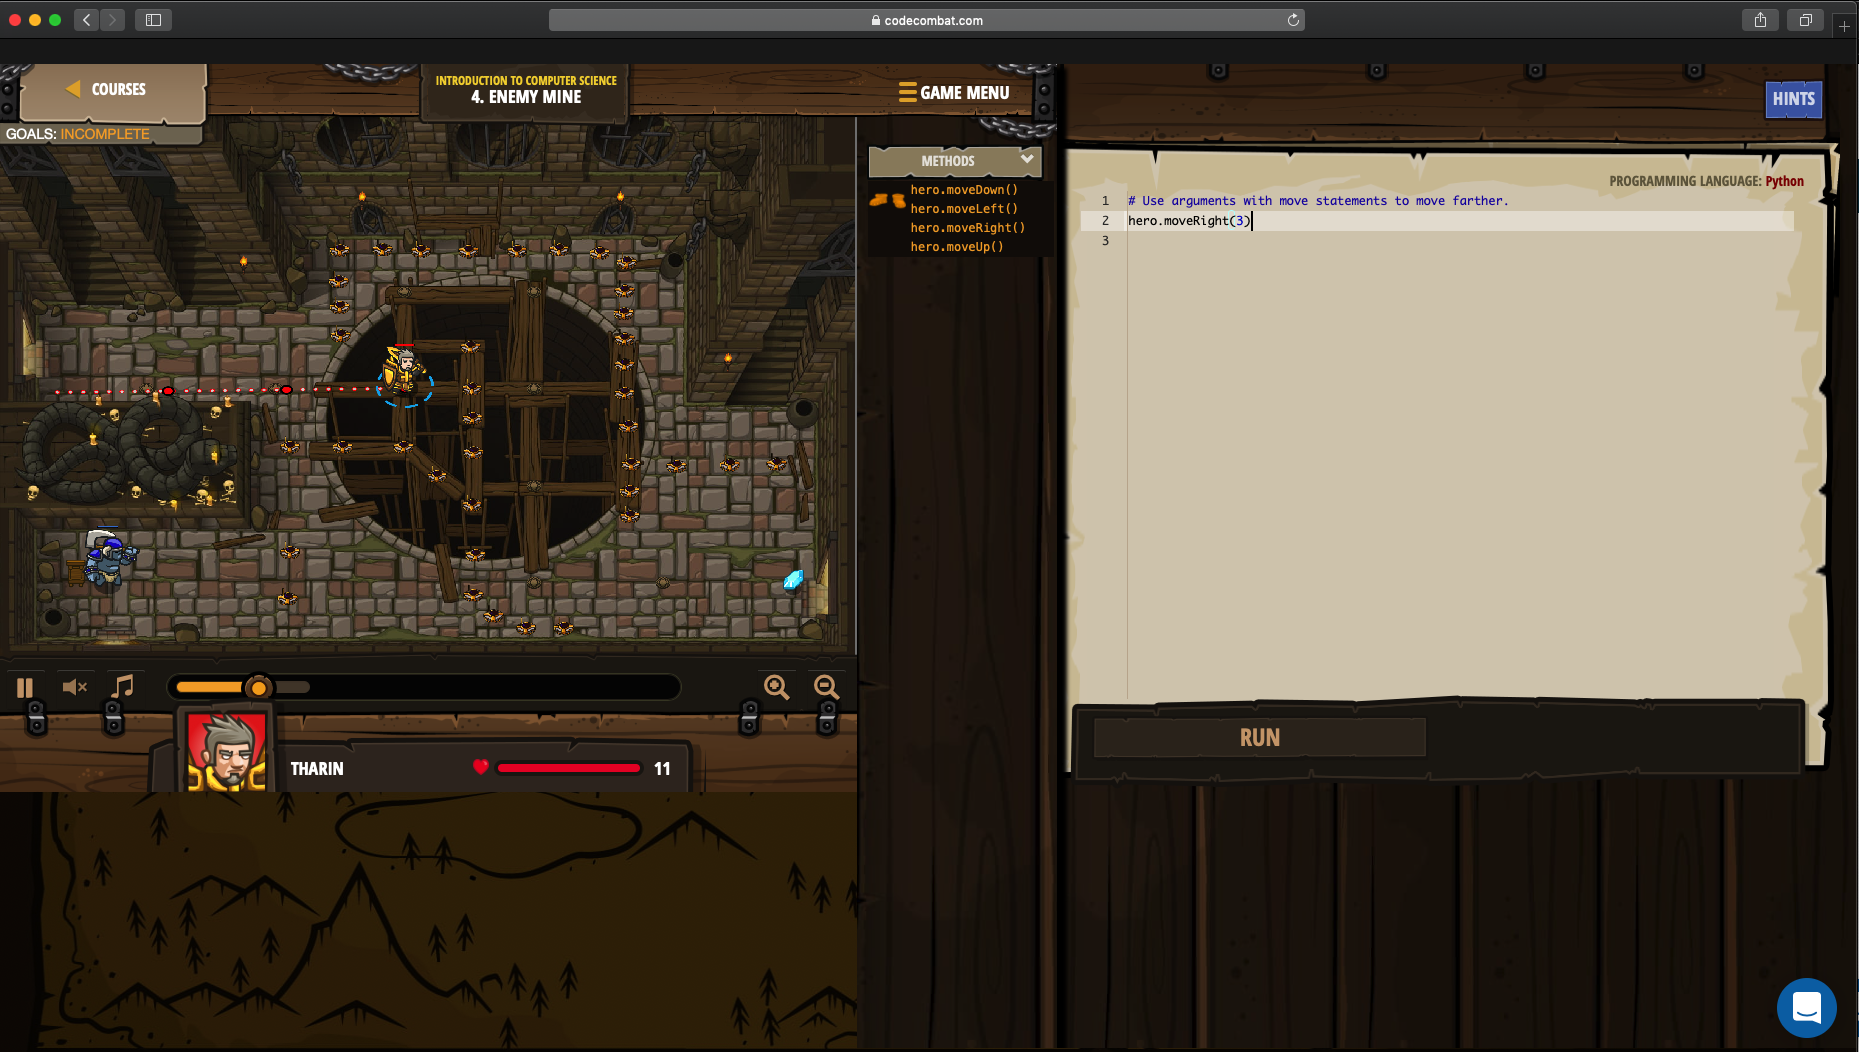 codecombat.com
COURSES
INTRODUCTION TO COMPUTER SCIENCE
4. ENEMY MINE
GAME MENU
HINTS
GOALS: INCOMPLETE
METHODS
hero.moveDown()
hero.moveLeft()
hero.moveRight()
hero.moveUp()
PROGRAMMING LANGUAGE: Python
1 # Use arguments with move statements to move farther.
2 hero.moveRight(3)
3
RUN
THARIN
11